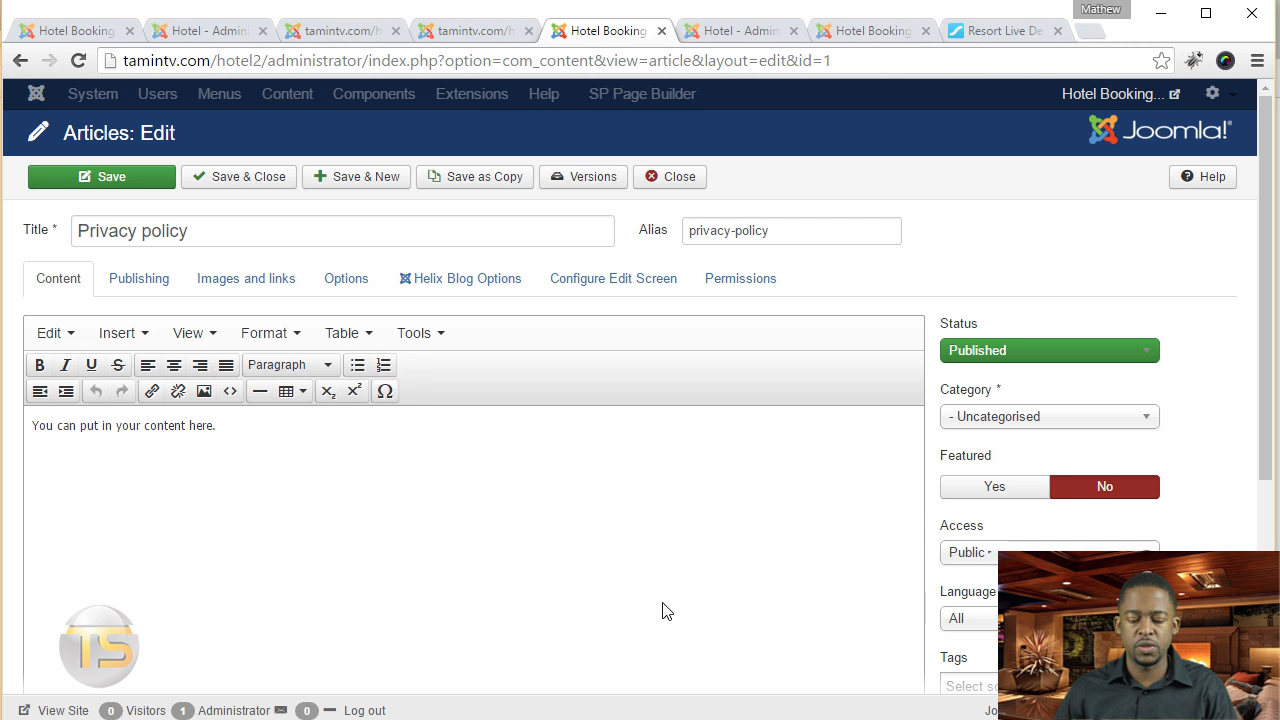 Mathew
Hotel Booking
Hotel - Admin
tamintv.com/
tamintv.com/h
Hotel Booking
Hotel - Admin
Hotel Booking
Resort Live De
tamintv.com/hotel2/administrator/index.php?option=com_content&view=article&layout=edit&id=1
System Users Menus Content Components Extensions Help SP Page Builder Hotel Booking...
Articles: Edit Joomla!
Save Save & Close Save & New Save as Copy Versions Close Help
Title * Privacy policy Alias privacy-policy
Content Publishing Images and links Options Helix Blog Options Configure Edit Screen Permissions
Edit Insert View Format Table Tools
B I U S Paragraph
Ω
You can put in your content here.
Status
Published
Category *
- Uncategorised
Featured
Yes No
Access
Public
Language
All
Tags
Select so
TS
View Site 0 Visitors 1 Administrator 0 Log out
Jo